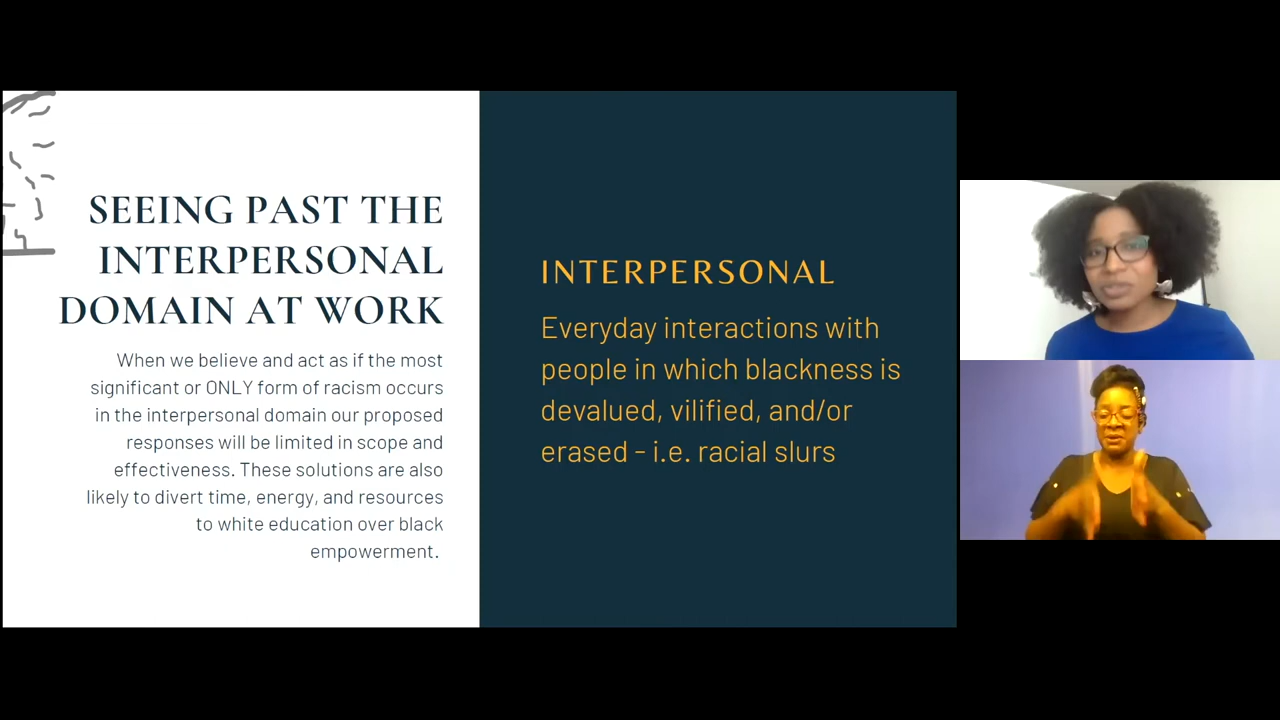 SEEING PAST THE
INTERPERSONAL
DOMAIN AT WORK
When we believe and act as if the most
significant or ONLY form of racism occurs
in the interpersonal domain our proposed
responses will be limited in scope and
effectiveness. These solutions are also
likely to divert time, energy, and resources
to white education over black
empowerment.
INTERPERSONAL
Everyday interactions with
people in which blackness is
devalued, vilified, and/or
erased - i.e. racial slurs